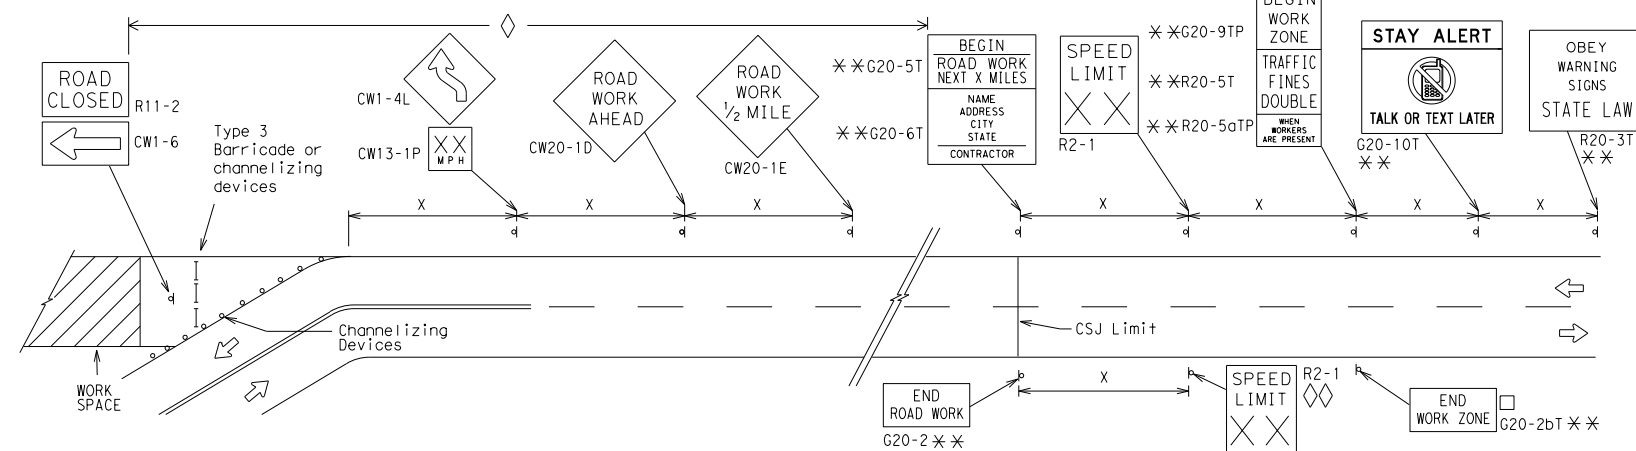 ROAD
CLOSED
R11-2
CW1-6
Type 3
Barricade or
channelizing
devices
CW1-4L
CW13-1P
XX
MPH
ROAD
WORK
AHEAD
CW20-1D
ROAD
WORK
1/2 MILE
CW20-1E
**G20-5T
**G20-6T
BEGIN
ROAD WORK
NEXT X MILES
NAME
ADDRESS
CITY
STATE
CONTRACTOR
SPEED
LIMIT
XX
R2-1
**G20-9TP
**R20-5T
**R20-5aTP
BEGIN
WORK
ZONE
TRAFFIC
FINES
DOUBLE
WHEN
WORKERS
ARE PRESENT
STAY ALERT
TALK OR TEXT LATER
G20-10T
**
OBEY
WARNING
SIGNS
STATE LAW
R20-3T
**
X
X
X
X
X
X
X
Channelizing
Devices
WORK
SPACE
CSJ Limit
END
ROAD WORK
G20-2 **
X
SPEED
LIMIT
XX
R2-1
END
WORK ZONE
G20-2bT **